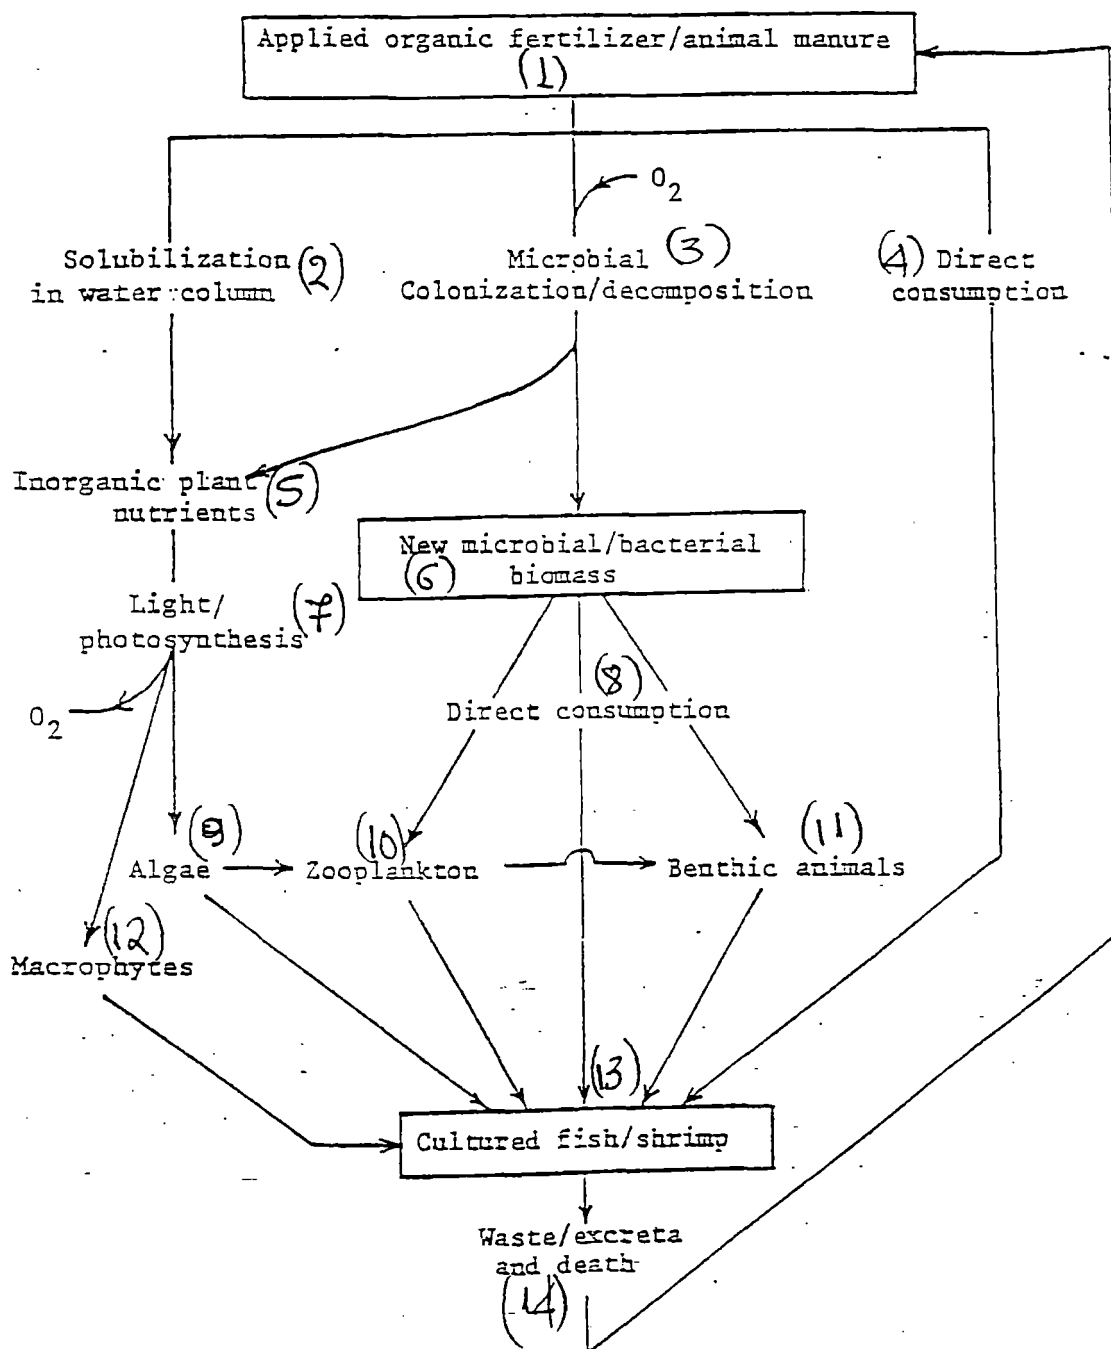 Applied organic fertilizer/animal manure
(1)
O2
Solubilization (2)
in water column
Microbial (3)
Colonization/decomposition
(4) Direct
consumption
Inorganic plant (5)
nutrients
New microbial/bacterial
(6) biomass
Light/ (7)
photosynthesis
O2
(8)
Direct consumption
(9)
Algae
(10)
Zooplankton
(11)
Benthic animals
(12)
Macrophytes
(13)
Cultured fish/shrimp
Waste/excreta
and death
(14)